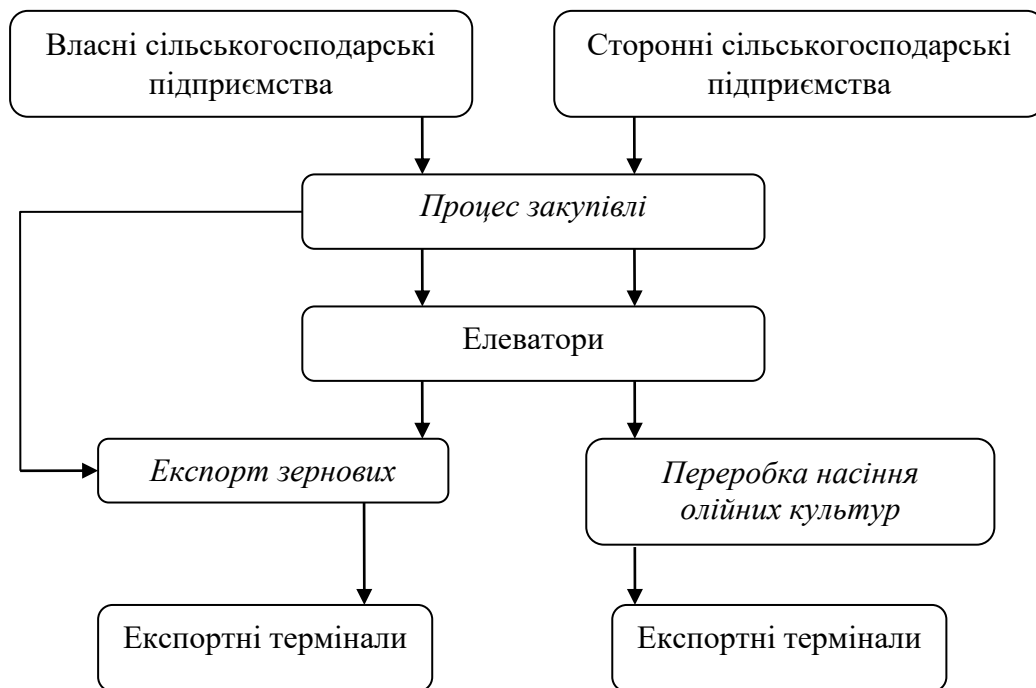 Власні сільськогосподарські
підприємства
Сторонні сільськогосподарські
підприємства
Процес закупівлі
Елеватори
Експорт зернових
Переробка насіння
олійних культур
Експортні термінали
Експортні термінали